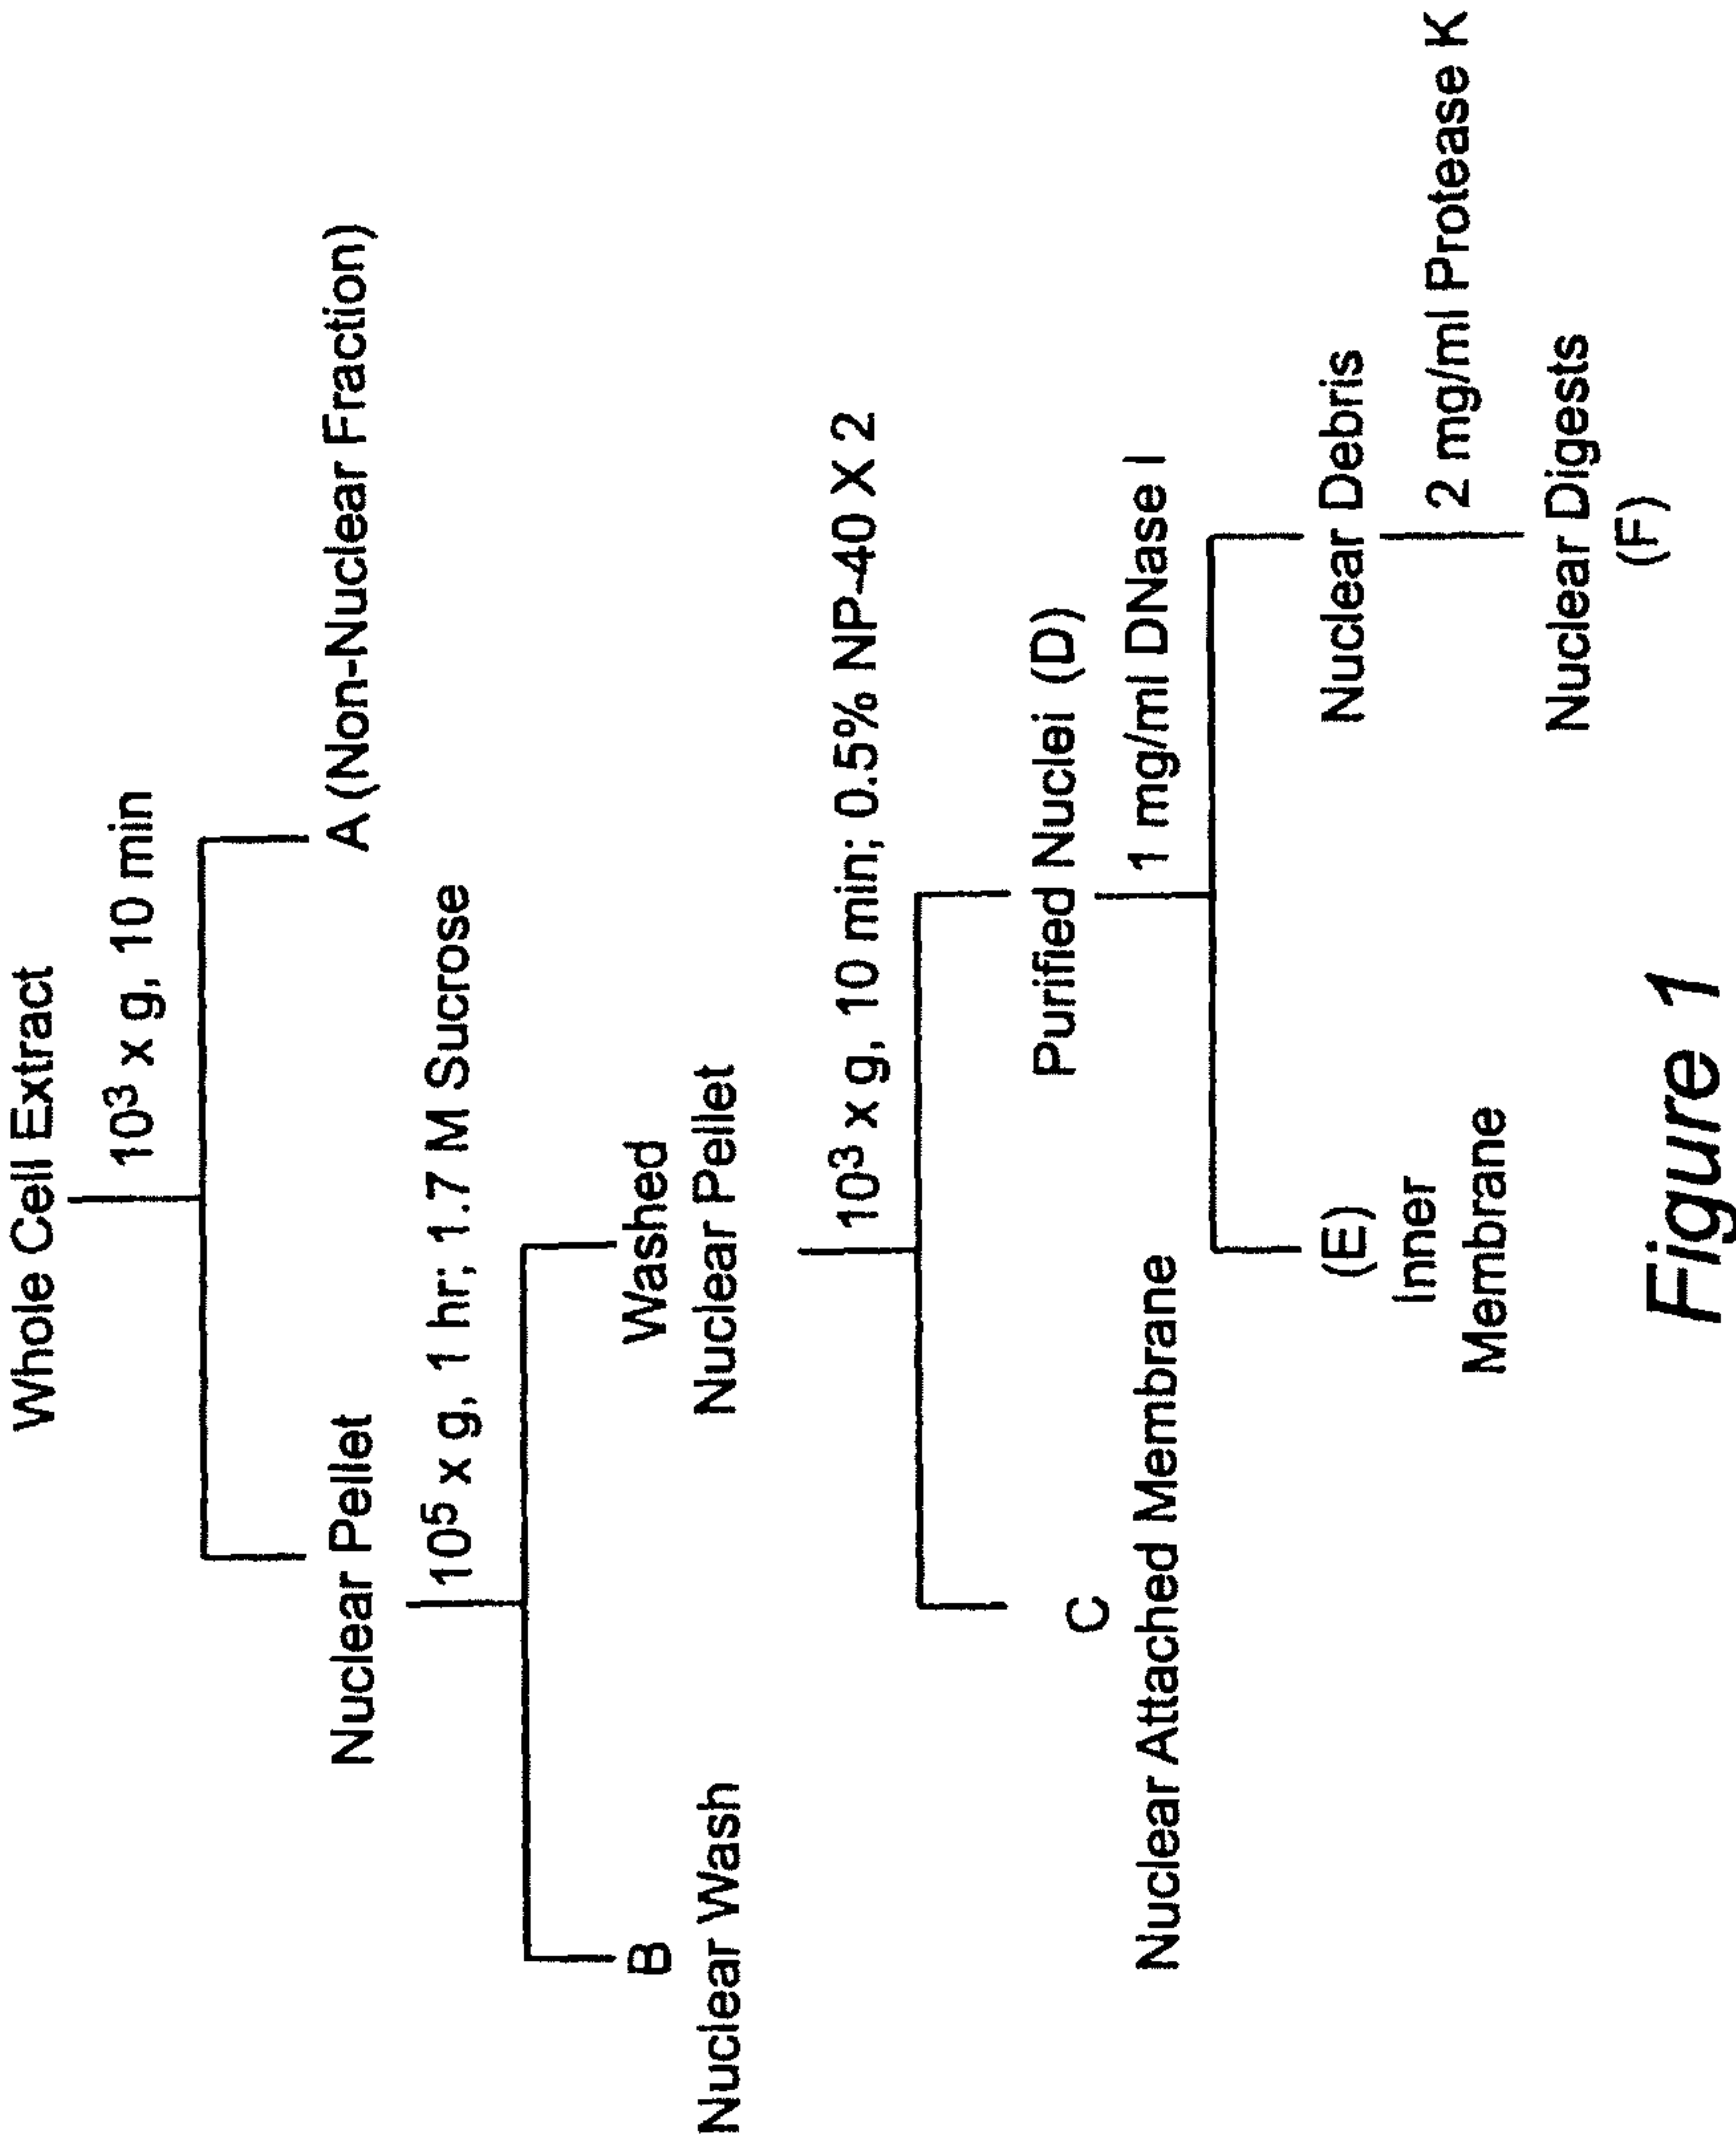 Whole Cell Extract
10³ x g, 10 min
Nuclear Pellet
A (Non-Nuclear Fraction)
10⁵ x g, 1 hr; 1.7 M Sucrose
B
Nuclear Wash
Washed
Nuclear Pellet
10³ x g, 10 min; 0.5% NP-40 X 2
C
Nuclear Attached Membrane
Purified Nuclei (D)
1 mg/ml DNase I
(E)
Inner
Membrane
Nuclear Debris
2 mg/ml Protease K
Nuclear Digests
(F)
Figure 1